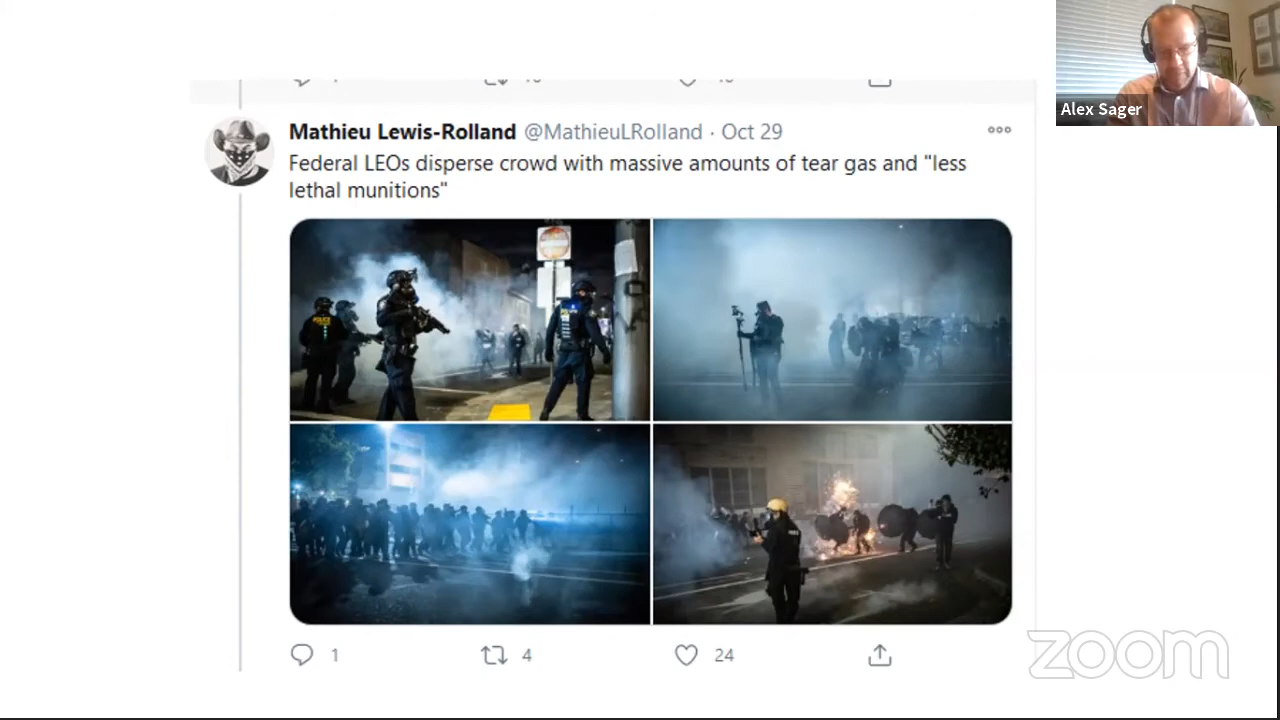 Alex Sager
Mathieu Lewis-Rolland @MathieuLRolland · Oct 29
Federal LEOs disperse crowd with massive amounts of tear gas and "less
lethal munitions"
POLICE
1
4
24
zoom